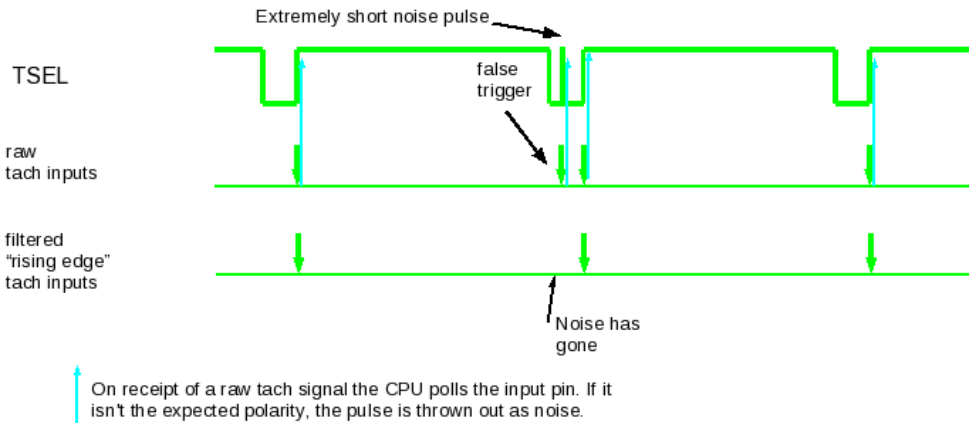 Extremely short noise pulse
TSEL
false
trigger
raw
tach inputs
filtered
“rising edge”
tach inputs
Noise has
gone
On receipt of a raw tach signal the CPU polls the input pin. If it
isn't the expected polarity, the pulse is thrown out as noise.